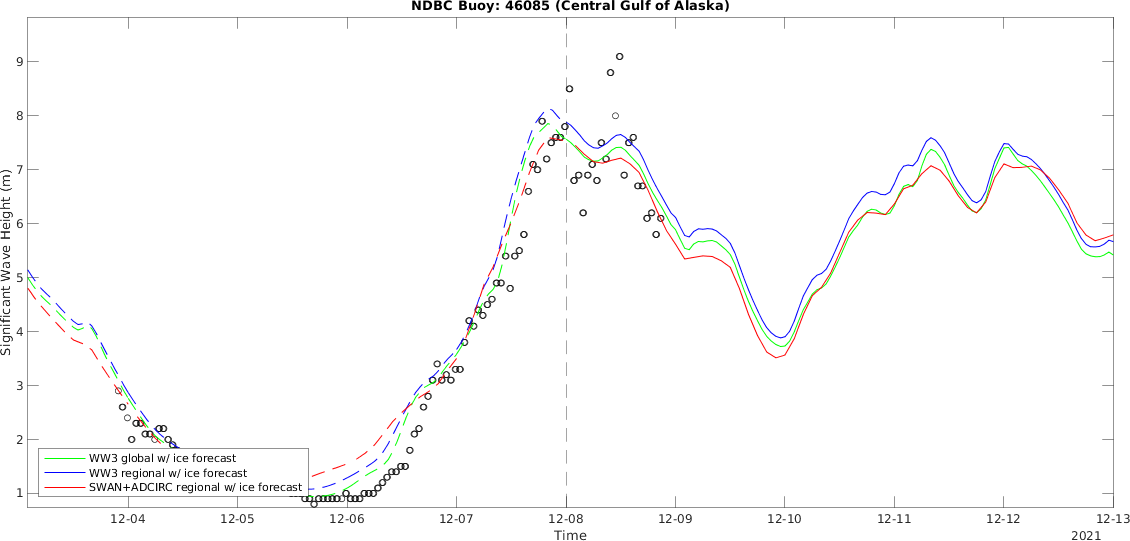 NDBC Buoy: 46085 (Central Gulf of Alaska)
9
8
7
6
5
4
3
2
1
Significant Wave Height (m)
WW3 global w/ ice forecast
WW3 regional w/ ice forecast
SWAN+ADCIRC regional w/ ice forecast
12-04 12-05 12-06 12-07 12-08 12-09 12-10 12-11 12-12 12-13
Time
2021